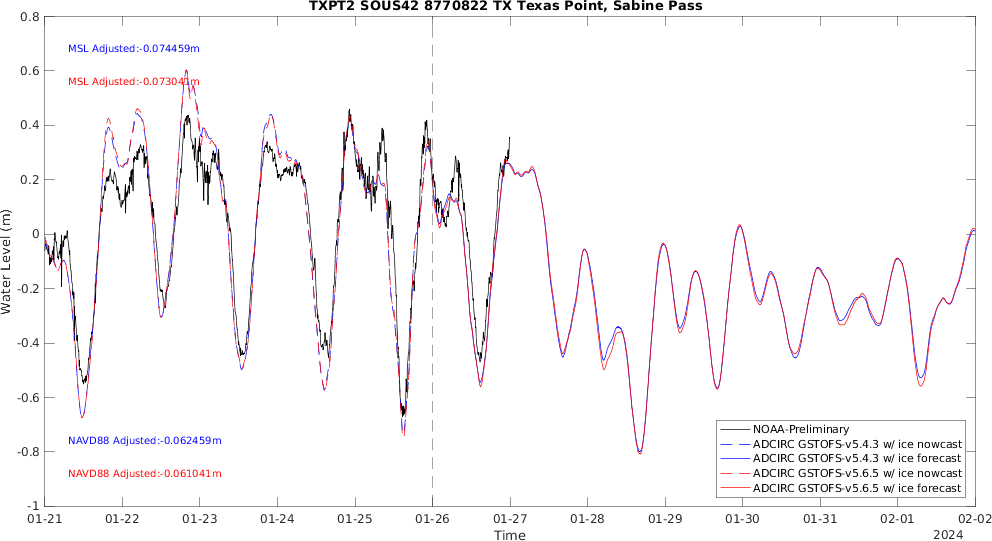 TXPT2 SOUS42 8770822 TX Texas Point, Sabine Pass
0.8
MSL Adjusted:-0.074459m
0.6
MSL Adjusted:-0.073041m
0.4
0.2
0
Water Level (m)
-0.2
-0.4
-0.6
NAVD88 Adjusted:-0.062459m
-0.8
NAVD88 Adjusted:-0.061041m
-1
NOAA-Preliminary
ADCIRC GSTOFS-v5.4.3 w/ ice nowcast
ADCIRC GSTOFS-v5.4.3 w/ ice forecast
ADCIRC GSTOFS-v5.6.5 w/ ice nowcast
ADCIRC GSTOFS-v5.6.5 w/ ice forecast
01-21 01-22 01-23 01-24 01-25 01-26 01-27 01-28 01-29 01-30 01-31 02-01 02-02
Time
2024